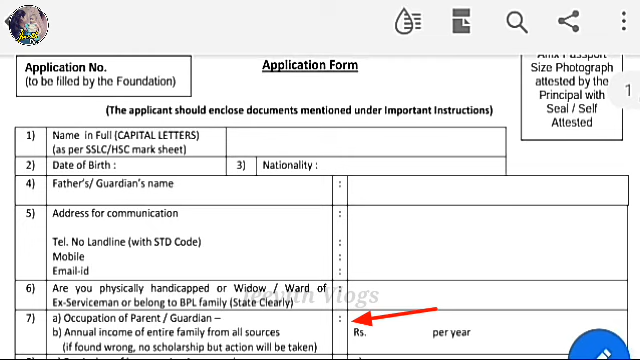 Application No.
(to be filled by the Foundation)
Application Form
Affix Passport
Size Photograph
attested by the
Principal with
Seal / Self
Attested
1
(The applicant should enclose documents mentioned under Important Instructions)
1) Name in Full (CAPITAL LETTERS)
(as per SSLC/HSC mark sheet)
2) Date of Birth : 3) Nationality :
4) Father's/ Guardian's name :
5) Address for communication :
Tel. No Landline (with STD Code) :
Mobile :
Email-id :
6) Are you physically handicapped or Widow / Ward of :
Ex-Serviceman or belong to BPL family (State Clearly)
Jeevith Vlogs
7) a) Occupation of Parent / Guardian – :
b) Annual income of entire family from all sources Rs. per year
(if found wrong, no scholarship but action will be taken)